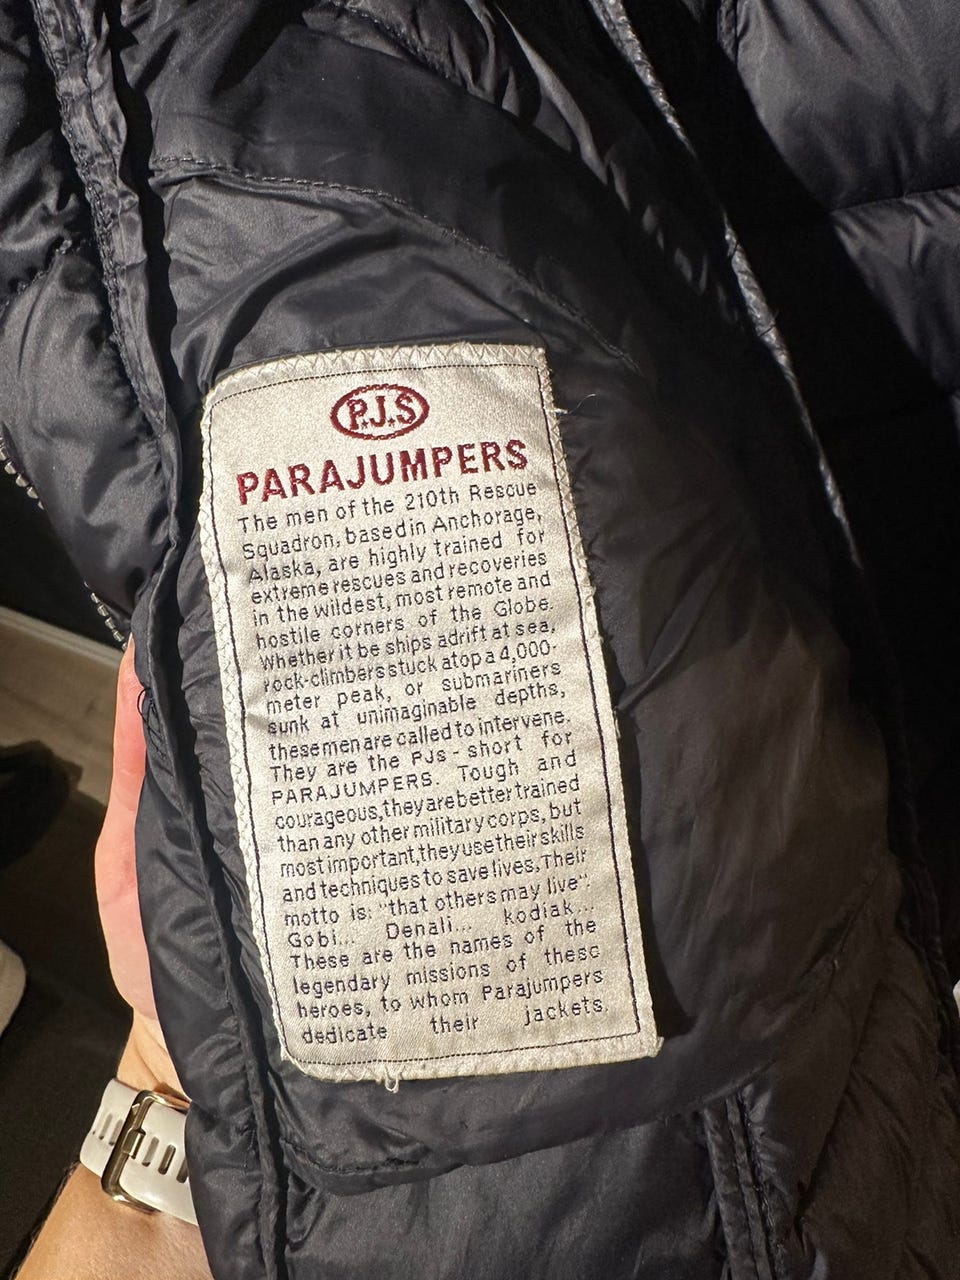 P.J.S
PARAJUMPERS
The men of the 210th Rescue
Squadron, based in Anchorage,
Alaska, are highly trained for
extreme rescues and recoveries
in the wildest, most remote and
hostile corners of the Globe.
Whether it be ships adrift at sea,
rock-climbers stuck atop a 4,000-
meter peak, or submariners
sunk at unimaginable depths,
these men are called to intervene.
They are the PJs - short for
PARAJUMPERS. Tough and
courageous, they are better trained
than any other military corps, but
most important, they use their skills
and techniques to save lives. Their
motto is: "that others may live".
Gobi... Denali... kodiak...
These are the names of the
legendary missions of these
heroes, to whom Parajumpers
dedicate their jackets.